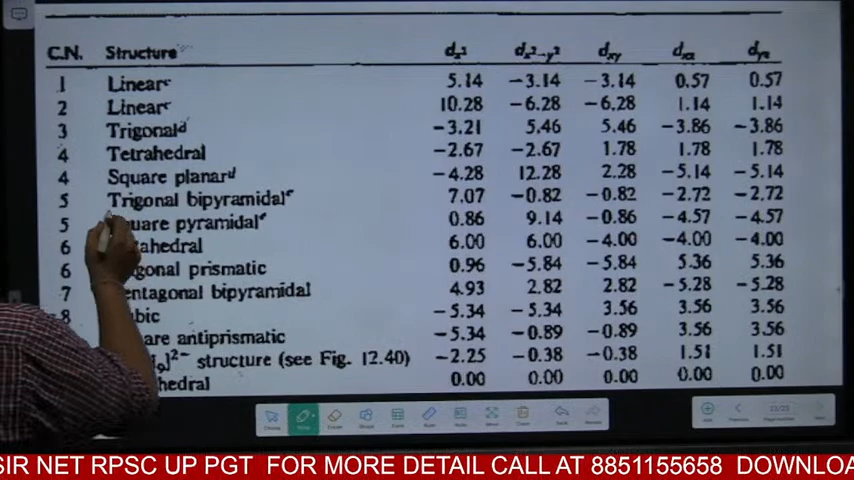 C.N. Structure dz² dx²-y² dxy dxz dyz
1 Linearᶜ 5.14 −3.14 −3.14 0.57 0.57
2 Linearᶜ 10.28 −6.28 −6.28 1.14 1.14
3 Trigonalᵈ −3.21 5.46 5.46 −3.86 −3.86
4 Tetrahedral −2.67 −2.67 1.78 1.78 1.78
4 Square planarᵈ −4.28 12.28 2.28 −5.14 −5.14
5 Trigonal bipyramidalᶜ 7.07 −0.82 −0.82 −2.72 −2.72
5 quare pyramidalᶜ 0.86 9.14 −0.86 −4.57 −4.57
6 tahedral 6.00 6.00 −4.00 −4.00 −4.00
6 gonal prismatic 0.96 −5.84 −5.84 5.36 5.36
7 entagonal bipyramidal 4.93 2.82 2.82 −5.28 −5.28
8 bic −5.34 −5.34 3.56 3.56 3.56
are antiprismatic −5.34 −0.89 −0.89 3.56 3.56
]²⁻ structure (see Fig. 12.40) −2.25 −0.38 −0.38 1.51 1.51
hedral 0.00 0.00 0.00 0.00 0.00
SIR NET RPSC UP PGT FOR MORE DETAIL CALL AT 8851155658 DOWNLOA